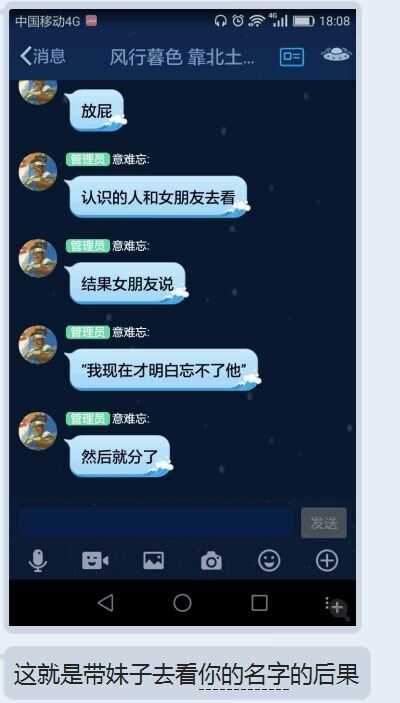 中国移动4G
4G
18:08
消息
风行暮色 靠北土...
放屁
管理员 意难忘:
认识的人和女朋友去看
管理员 意难忘:
结果女朋友说
管理员 意难忘:
“我现在才明白忘不了他”
管理员 意难忘:
然后就分了
发送
这就是带妹子去看你的名字的后果